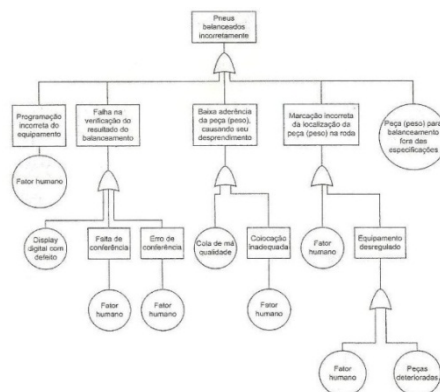 Pneus
balanceados
incorretamente
Programação
incorreta do
equipamento
Falha na
verificação do
resultado do
balanceamento
Baixa aderência
da peça (peso),
causando seu
desprendimento
Marcação incorreta
da localização da
peça (peso) na roda
Peça (peso) para
balanceamento
fora das
especificações
Fator humano
Display
digital com
defeito
Falta de
conferência
Erro de
conferência
Cola de má
qualidade
Colocação
inadequada
Fator
humano
Equipamento
desregulado
Fator
humano
Fator
humano
Fator
humano
Fator
humano
Peças
deterioradas